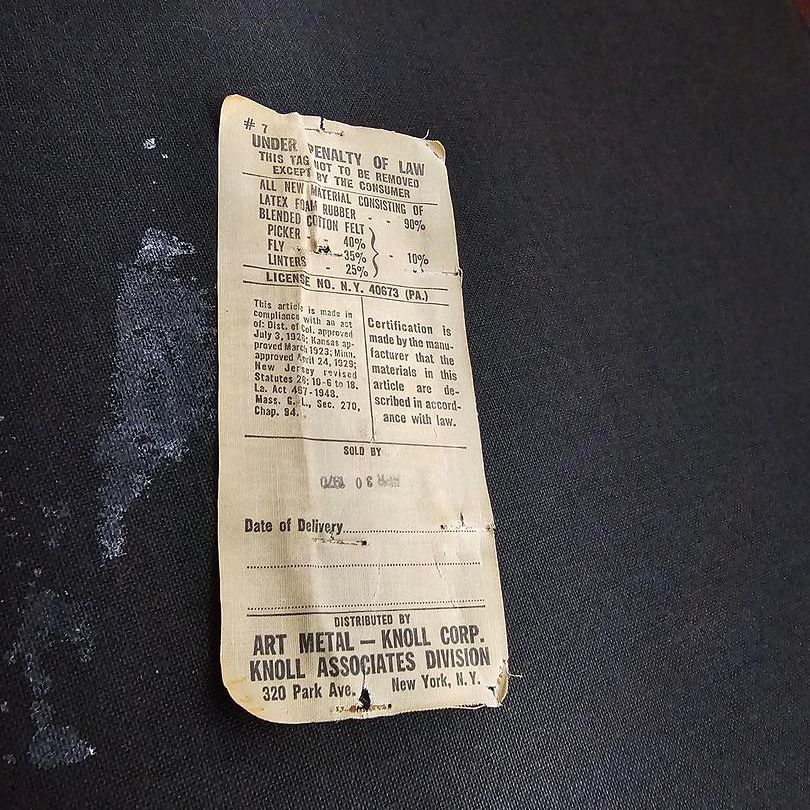 # 7
UNDER PENALTY OF LAW
THIS TAG NOT TO BE REMOVED
EXCEPT BY THE CONSUMER
ALL NEW MATERIAL CONSISTING OF
LATEX FOAM RUBBER - - 90%
BLENDED COTTON FELT
PICKER - - 40%
FLY - - 35% - 10%
LINTERS - 25%
LICENSE NO. N.Y. 40673 (PA.)
This article is made in
compliance with an act
of: Dist. of Col. approved
July 3, 1926; Kansas ap-
proved March, 1923; Minn.
approved April 24, 1929;
New Jersey revised
Statutes 26: 10-6 to 18.
La. Act 467-1948.
Mass. G. L., Sec. 270,
Chap. 94.
Certification is
made by the manu-
facturer that the
materials in this
article are de-
scribed in accord-
ance with law.
SOLD BY
30 1970
Date of Delivery
DISTRIBUTED BY
ART METAL — KNOLL CORP.
KNOLL ASSOCIATES DIVISION
320 Park Ave. New York, N.Y.